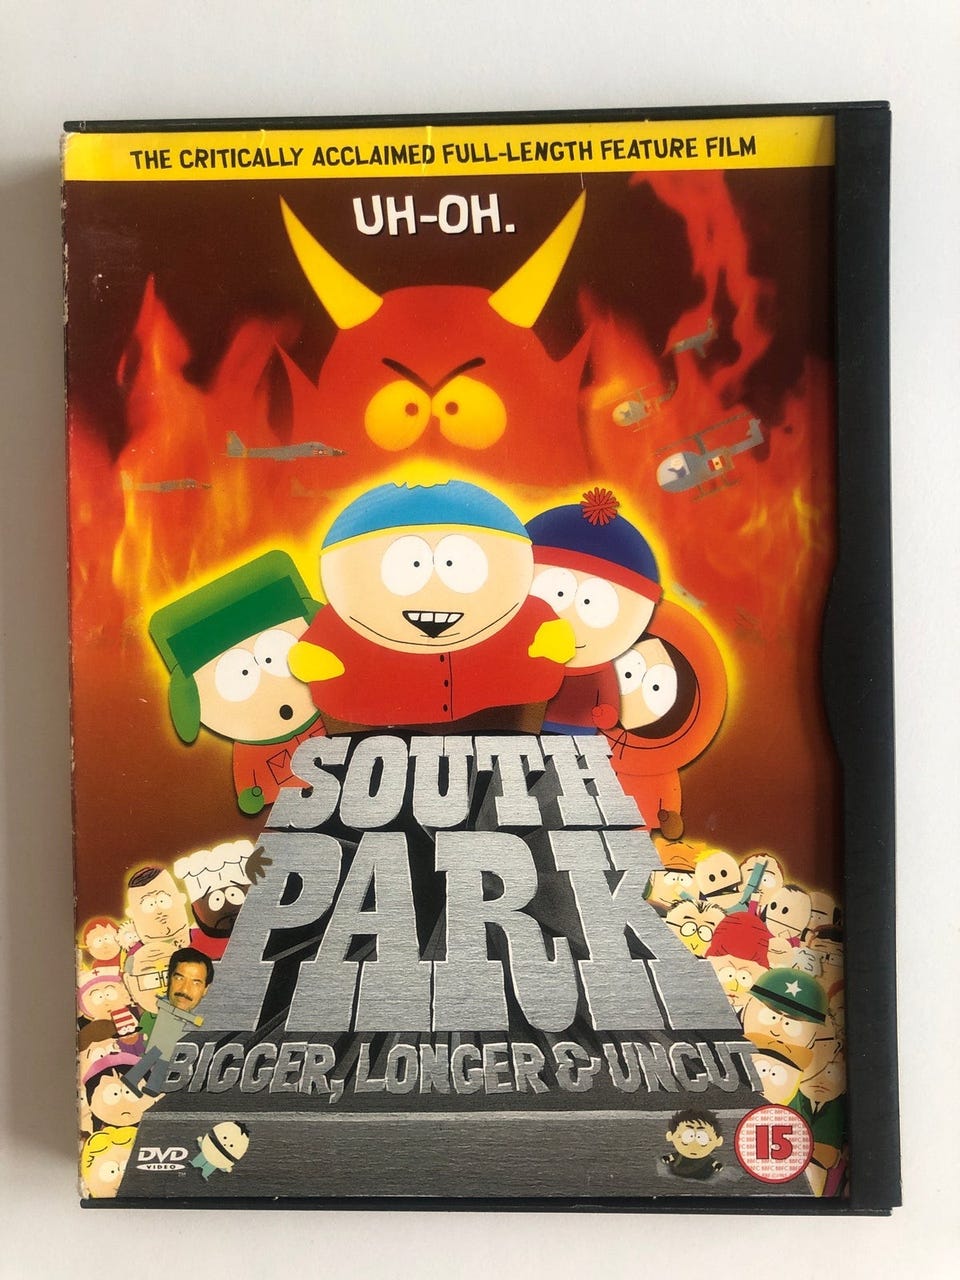 THE CRITICALLY ACCLAIMED FULL-LENGTH FEATURE FILM
UH-OH.
SOUTH
PARK
BIGGER, LONGER & UNCUT
DVD
VIDEO
15